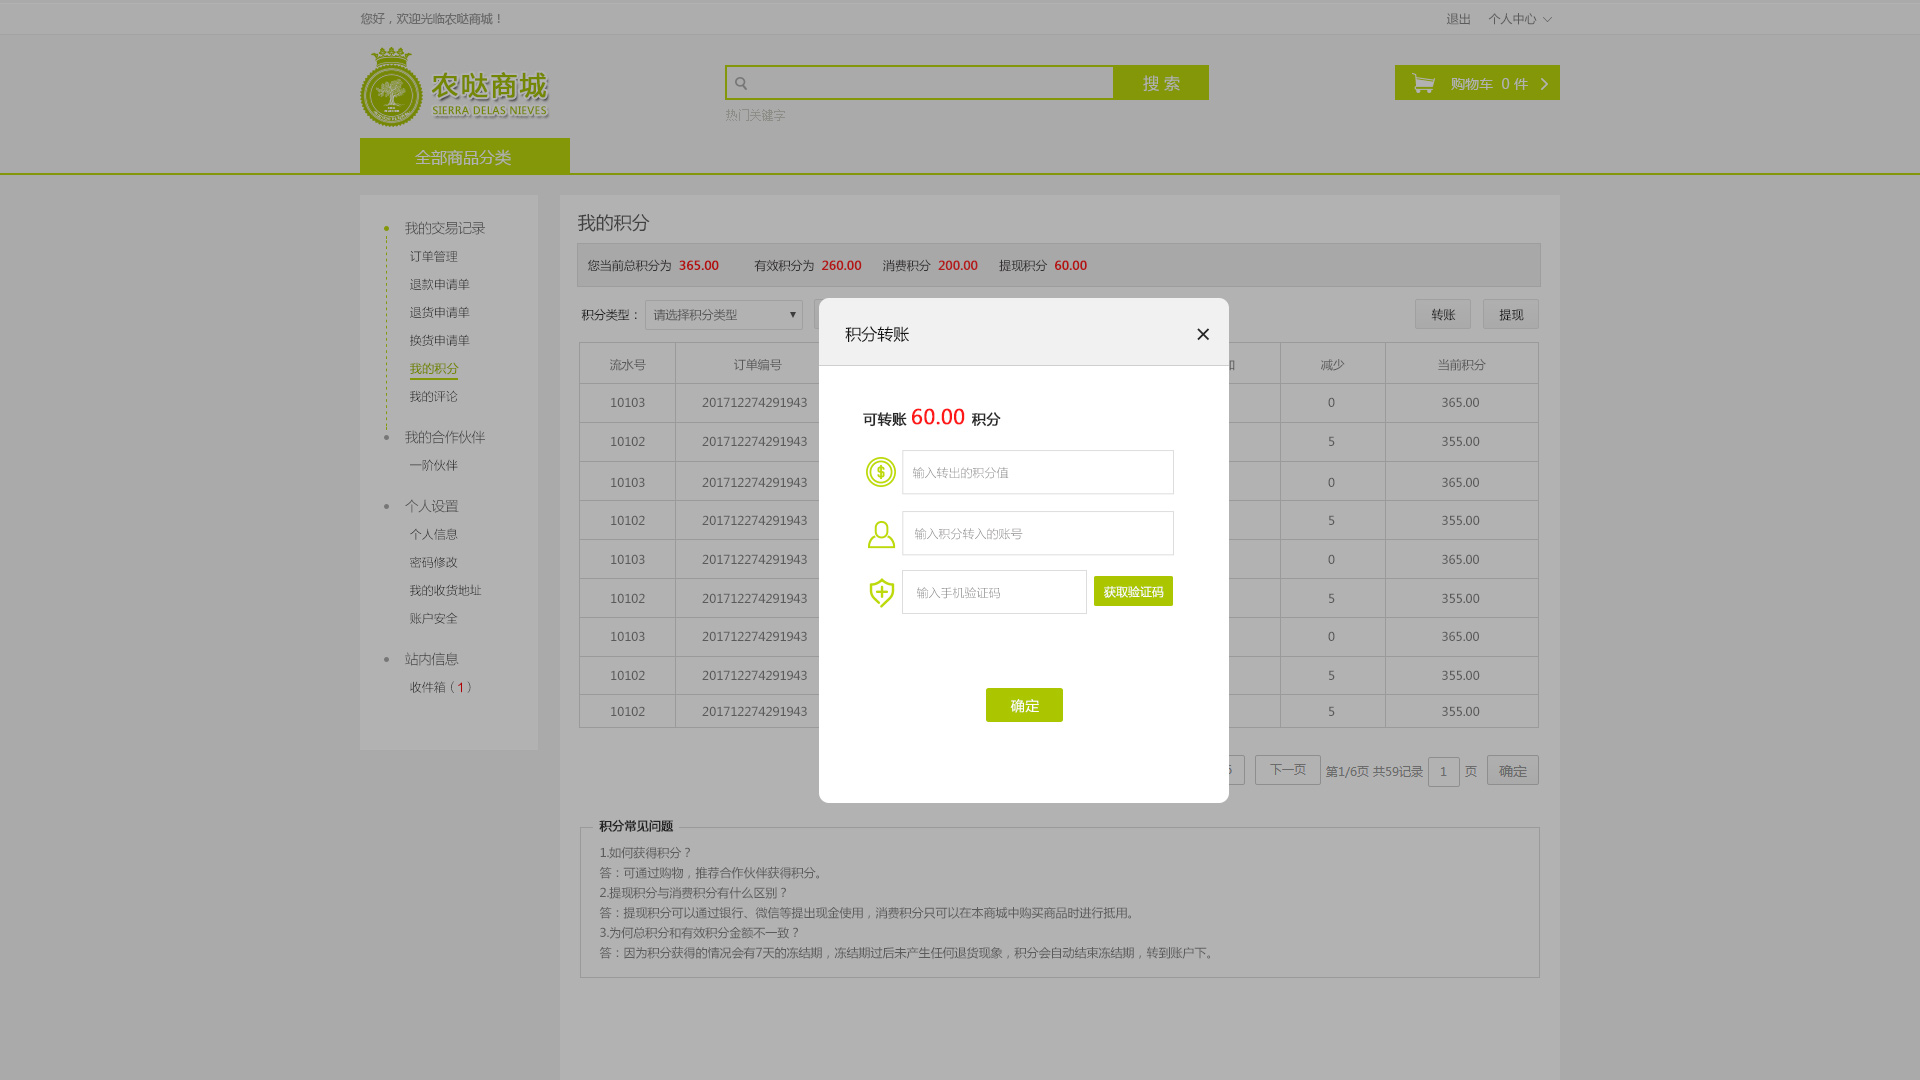 您好，欢迎光临农哒商城！
退出 个人中心
农哒商城
SIERRA DELAS NIEVES
搜 索
购物车 0 件
热门关键字
全部商品分类
我的交易记录
订单管理
退款申请单
退货申请单
换货申请单
我的积分
我的评论
我的合作伙伴
一阶伙伴
个人设置
个人信息
密码修改
我的收货地址
账户安全
站内信息
收件箱（1）
我的积分
您当前总积分为 365.00 有效积分为 260.00 消费积分 200.00 提现积分 60.00
积分类型： 请选择积分类型 转账 提现
流水号 订单编号 减少 当前积分
10103 201712274291943 0 365.00
10102 201712274291943 5 355.00
10103 201712274291943 0 365.00
10102 201712274291943 5 355.00
10103 201712274291943 0 365.00
10102 201712274291943 5 355.00
10103 201712274291943 0 365.00
10102 201712274291943 5 355.00
10102 201712274291943 5 355.00
积分转账
可转账 60.00 积分
输入转出的积分值
输入积分转入的账号
输入手机验证码 获取验证码
确定
下一页 第1/6页 共59记录 1 页 确定
积分常见问题
1.如何获得积分？
答：可通过购物，推荐合作伙伴获得积分。
2.提现积分与消费积分有什么区别？
答：提现积分可以通过银行、微信等提出现金使用，消费积分只可以在本商城中购买商品时进行抵用。
3.为何总积分和有效积分金额不一致？
答：因为积分获得的情况会有7天的冻结期，冻结期过后未产生任何退货现象，积分会自动结束冻结期，转到账户下。